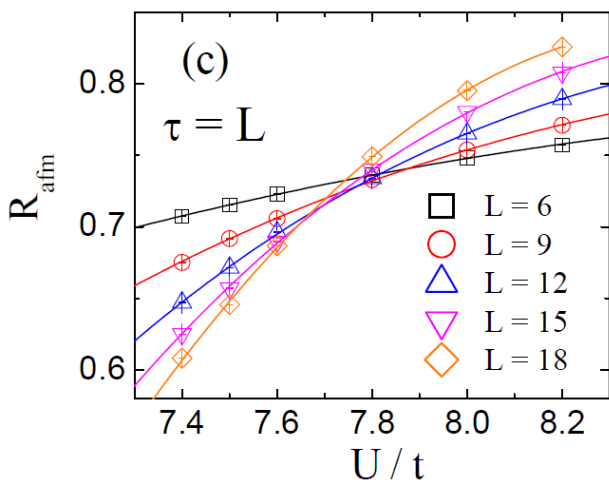 (c)
τ = L
R_afm
0.8
0.7
0.6
L = 6
L = 9
L = 12
L = 15
L = 18
7.4 7.6 7.8 8.0 8.2
U / t